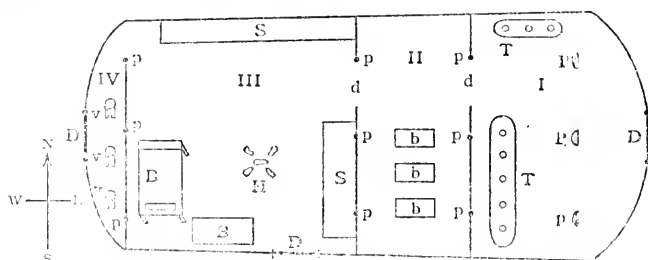 S
T
p p p p
IV III II I
d d
v
N D v D p b p p D
B b
W E v H S b T
p B p p p
D
S